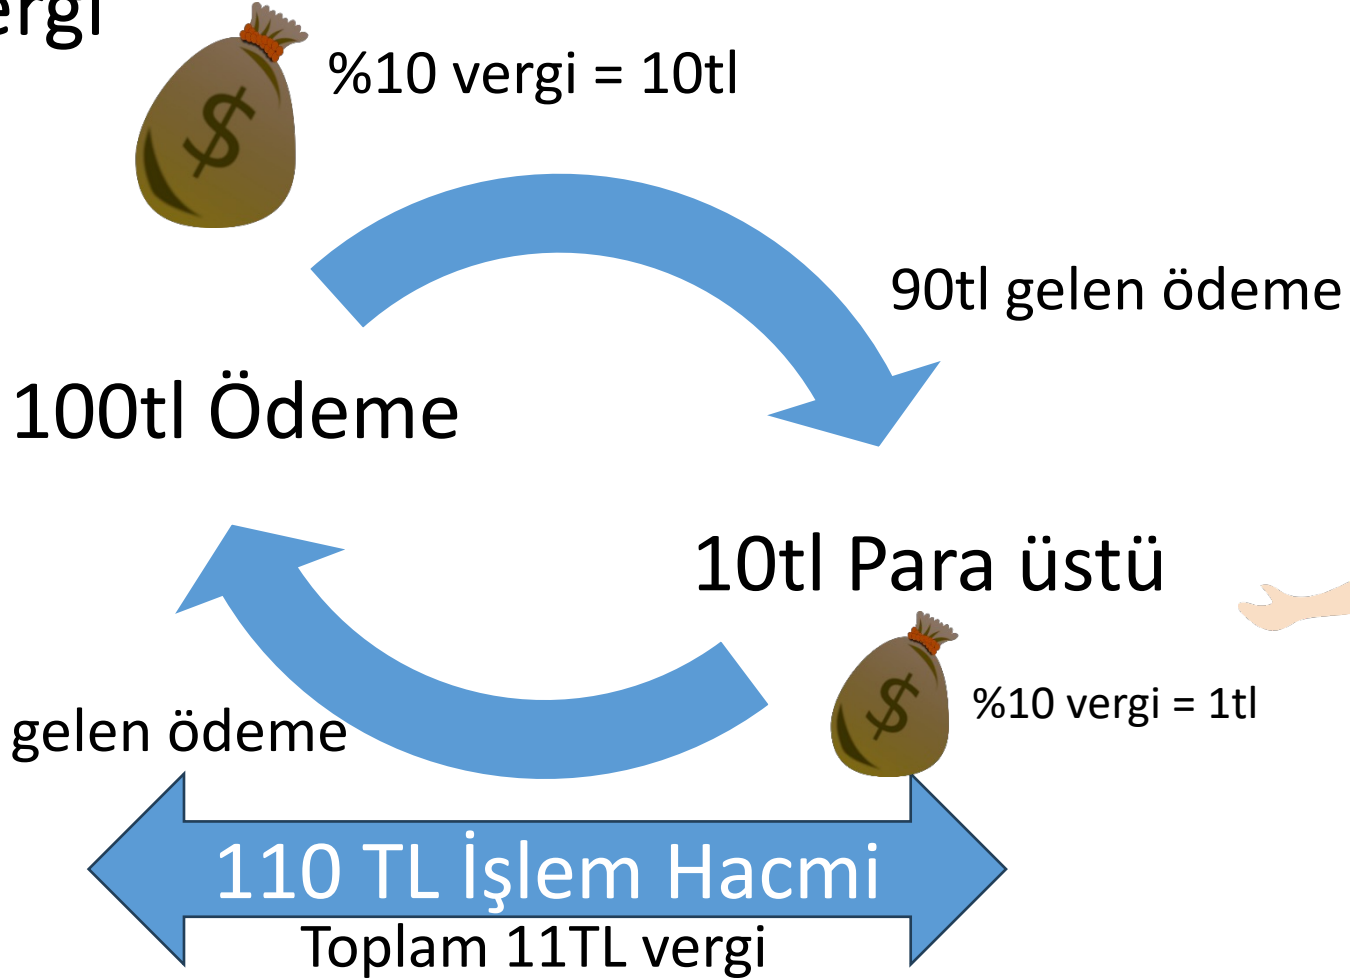 %10 vergi = 10tl
90tl gelen ödeme
100tl Ödeme
10tl Para üstü
%10 vergi = 1tl
gelen ödeme
110 TL İşlem Hacmi
Toplam 11TL vergi